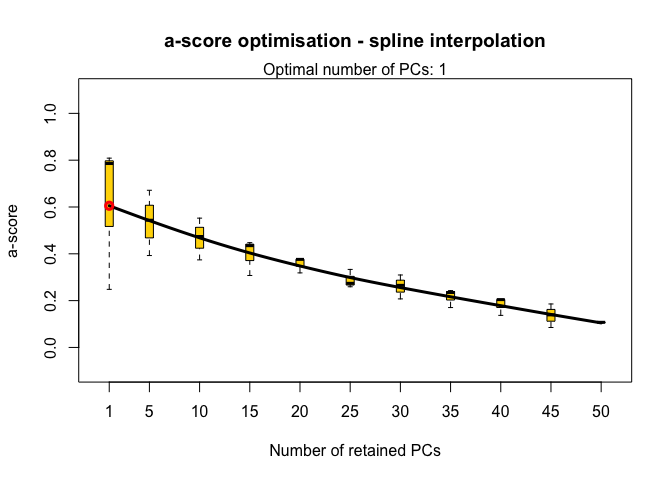 a-score optimisation - spline interpolation
Optimal number of PCs: 1
a-score
1.0
0.8
0.6
0.4
0.2
0.0
1 5 10 15 20 25 30 35 40 45 50
Number of retained PCs